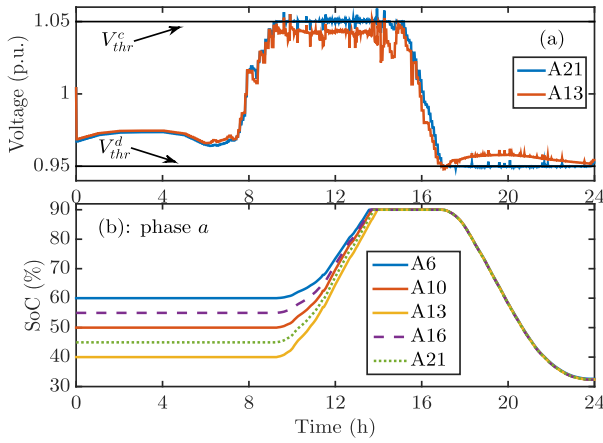 1.05
V^c_thr
(a)
A21
A13
Voltage (p.u.)
1
V^d_thr
0.95
0 4 8 12 16 20 24
90
(b): phase a
80
70
60
50
40
30
SoC (%)
A6
A10
A13
A16
A21
0 4 8 12 16 20 24
Time (h)